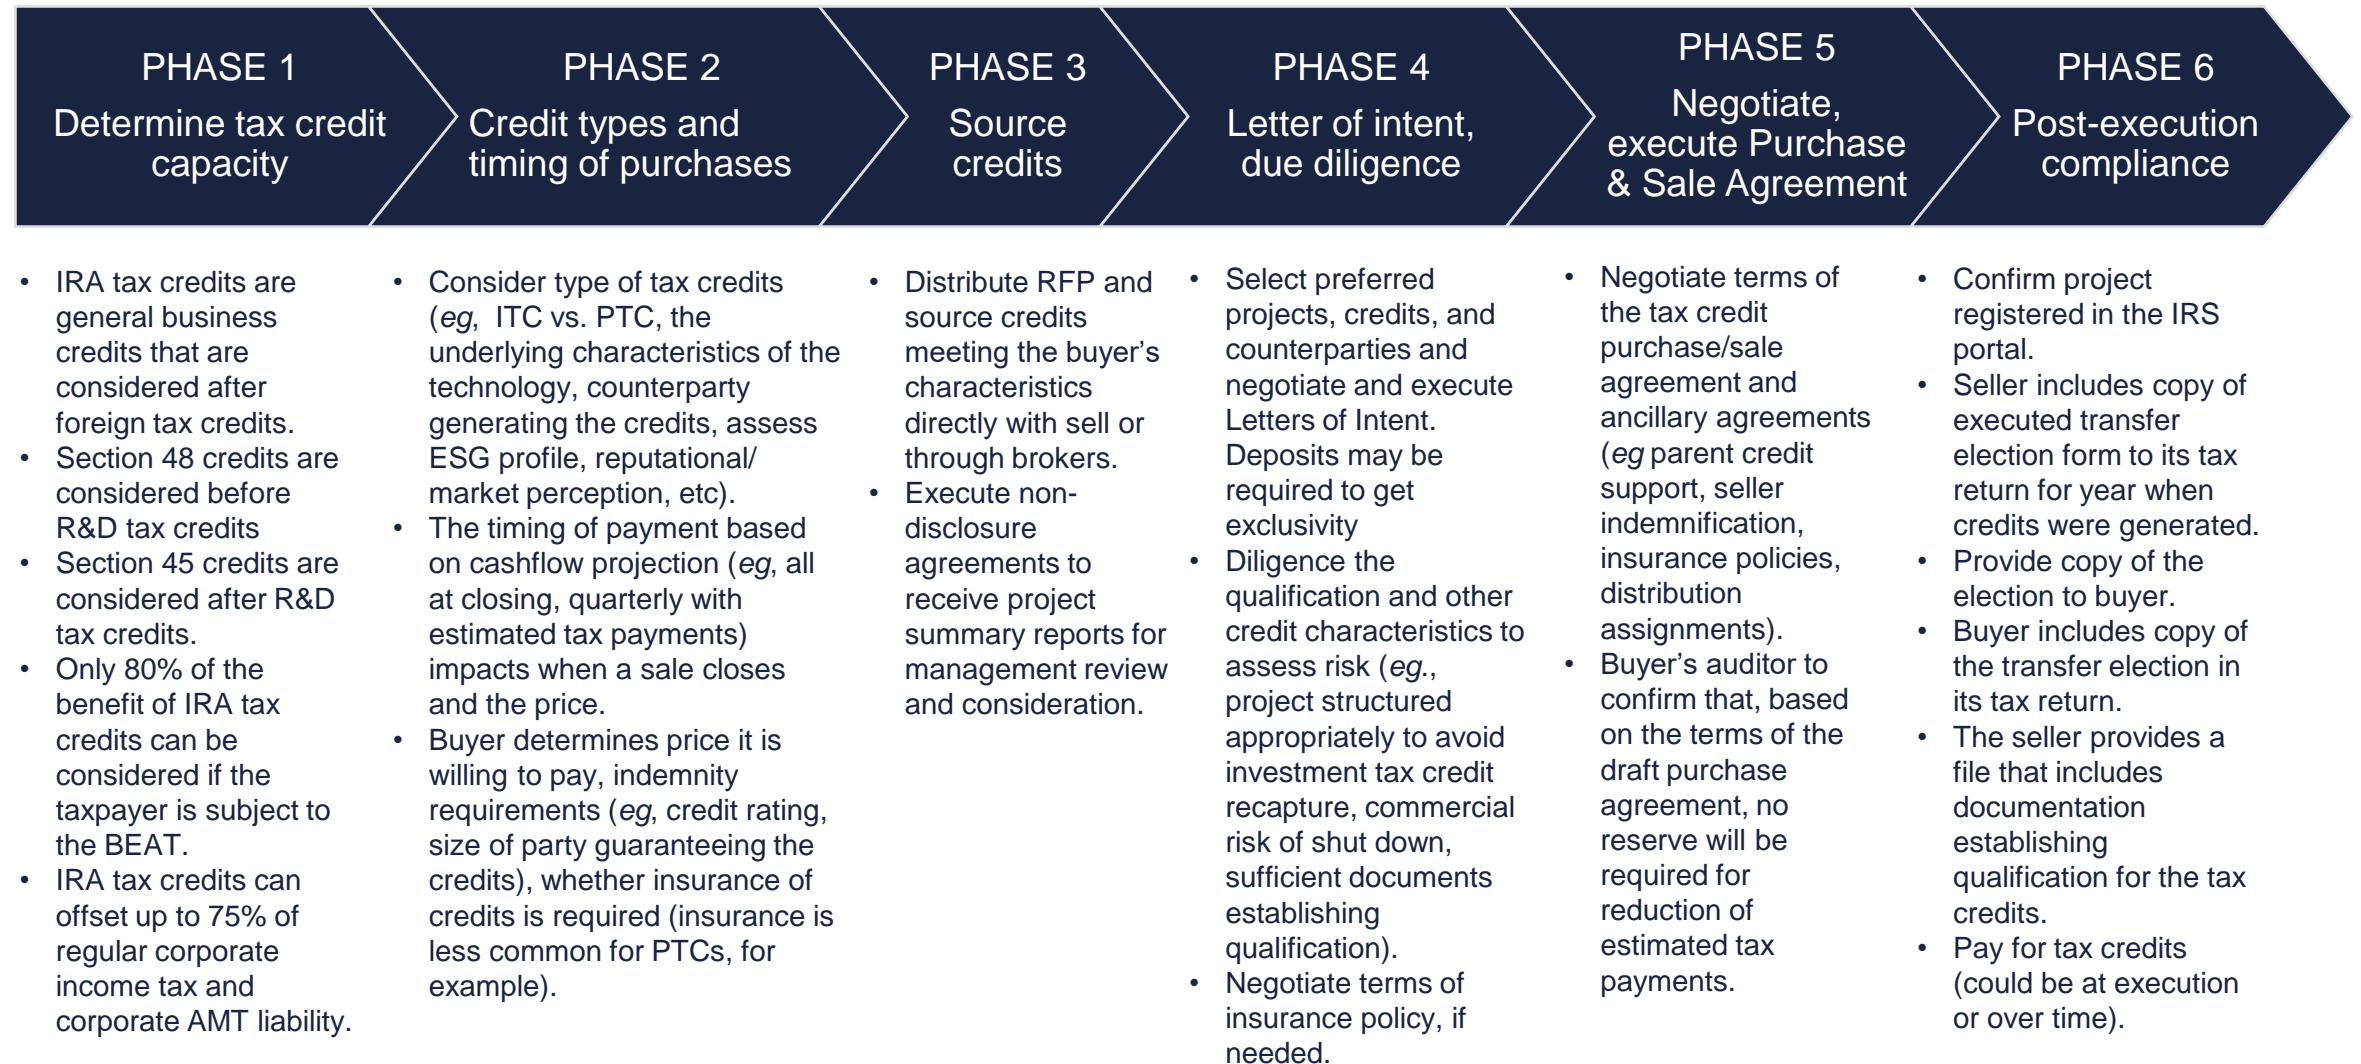 PHASE 1
Determine tax credit
capacity
PHASE 2
Credit types and
timing of purchases
PHASE 3
Source
credits
PHASE 4
Letter of intent,
due diligence
PHASE 5
Negotiate,
execute Purchase
& Sale Agreement
PHASE 6
Post-execution
compliance
• IRA tax credits are
general business
credits that are
considered after
foreign tax credits.
• Section 48 credits are
considered before
R&D tax credits
• Section 45 credits are
considered after R&D
tax credits.
• Only 80% of the
benefit of IRA tax
credits can be
considered if the
taxpayer is subject to
the BEAT.
• IRA tax credits can
offset up to 75% of
regular corporate
income tax and
corporate AMT liability.
• Consider type of tax credits
(eg, ITC vs. PTC, the
underlying characteristics of the
technology, counterparty
generating the credits, assess
ESG profile, reputational/
market perception, etc).
• The timing of payment based
on cashflow projection (eg, all
at closing, quarterly with
estimated tax payments)
impacts when a sale closes
and the price.
• Buyer determines price it is
willing to pay, indemnity
requirements (eg, credit rating,
size of party guaranteeing the
credits), whether insurance of
credits is required (insurance is
less common for PTCs, for
example).
• Distribute RFP and
source credits
meeting the buyer’s
characteristics
directly with sell or
through brokers.
• Execute non-
disclosure
agreements to
receive project
summary reports for
management review
and consideration.
• Select preferred
projects, credits, and
counterparties and
negotiate and execute
Letters of Intent.
Deposits may be
required to get
exclusivity
• Diligence the
qualification and other
credit characteristics to
assess risk (eg.,
project structured
appropriately to avoid
investment tax credit
recapture, commercial
risk of shut down,
sufficient documents
establishing
qualification).
• Negotiate terms of
insurance policy, if
needed.
• Negotiate terms of
the tax credit
purchase/sale
agreement and
ancillary agreements
(eg parent credit
support, seller
indemnification,
insurance policies,
distribution
assignments).
• Buyer’s auditor to
confirm that, based
on the terms of the
draft purchase
agreement, no
reserve will be
required for
reduction of
estimated tax
payments.
• Confirm project
registered in the IRS
portal.
• Seller includes copy of
executed transfer
election form to its tax
return for year when
credits were generated.
• Provide copy of the
election to buyer.
• Buyer includes copy of
the transfer election in
its tax return.
• The seller provides a
file that includes
documentation
establishing
qualification for the tax
credits.
• Pay for tax credits
(could be at execution
or over time).